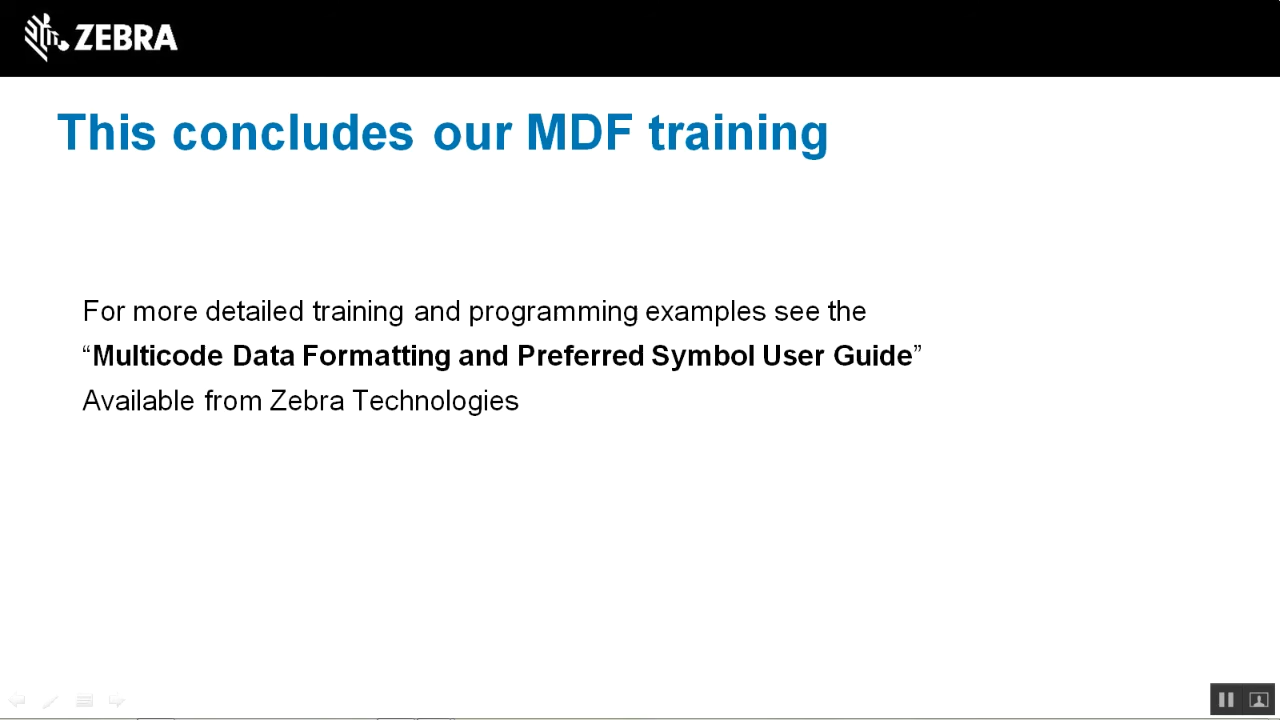 ZEBRA
This concludes our MDF training
For more detailed training and programming examples see the
“Multicode Data Formatting and Preferred Symbol User Guide”
Available from Zebra Technologies